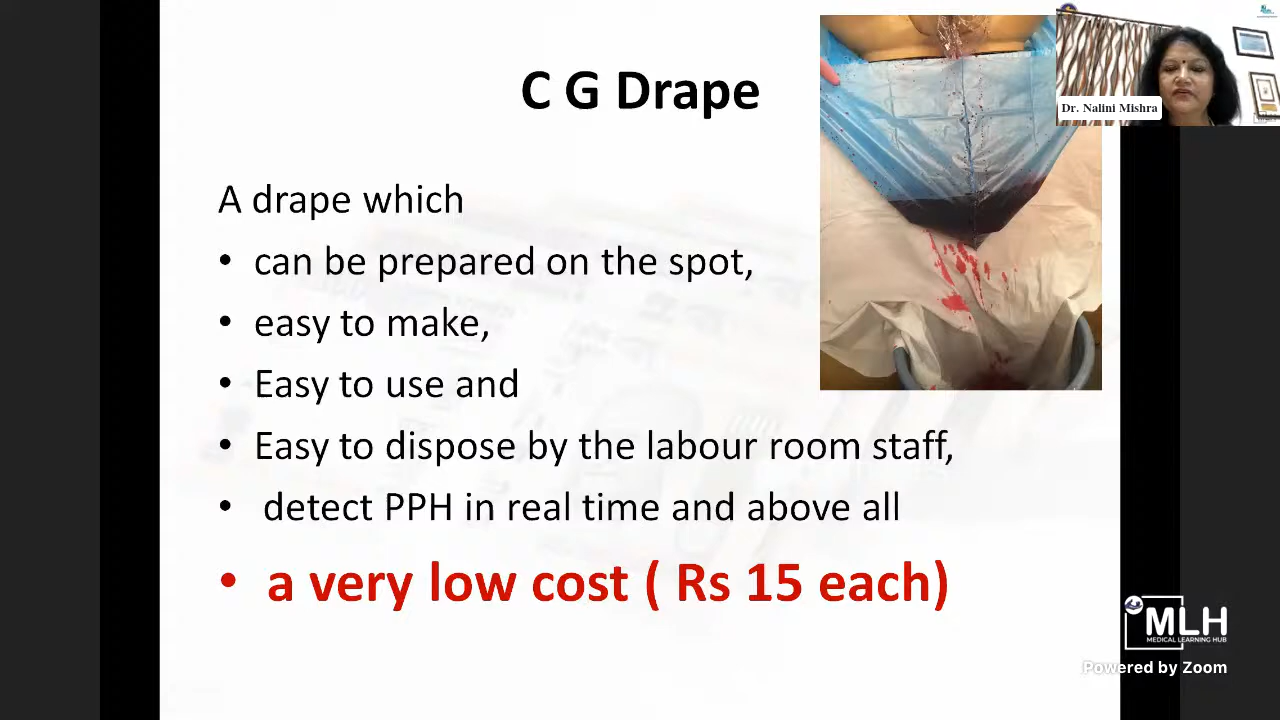 C G Drape
Dr. Nalini Mishra
A drape which
• can be prepared on the spot,
• easy to make,
• Easy to use and
• Easy to dispose by the labour room staff,
• detect PPH in real time and above all
• a very low cost ( Rs 15 each)
MLH
MEDICAL LEARNING HUB
Powered by Zoom